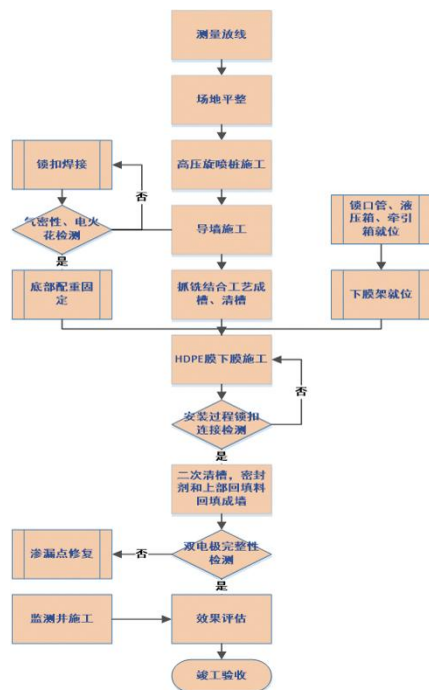 测量放线
场地平整
锁扣焊接
否
高压旋喷桩施工
气密性、电火
花检测
导墙施工
锁口管、液
压箱、牵引
箱就位
是
底部配重固
定
抓铣结合工艺成
槽、清槽
下膜架就位
HDPE膜下膜施工
否
安装过程锁扣
连接检测
是
二次清槽，密封
剂和上部回填料
回填成墙
渗漏点修复
否
双电极完整性
检测
是
监测井施工
效果评估
竣工验收